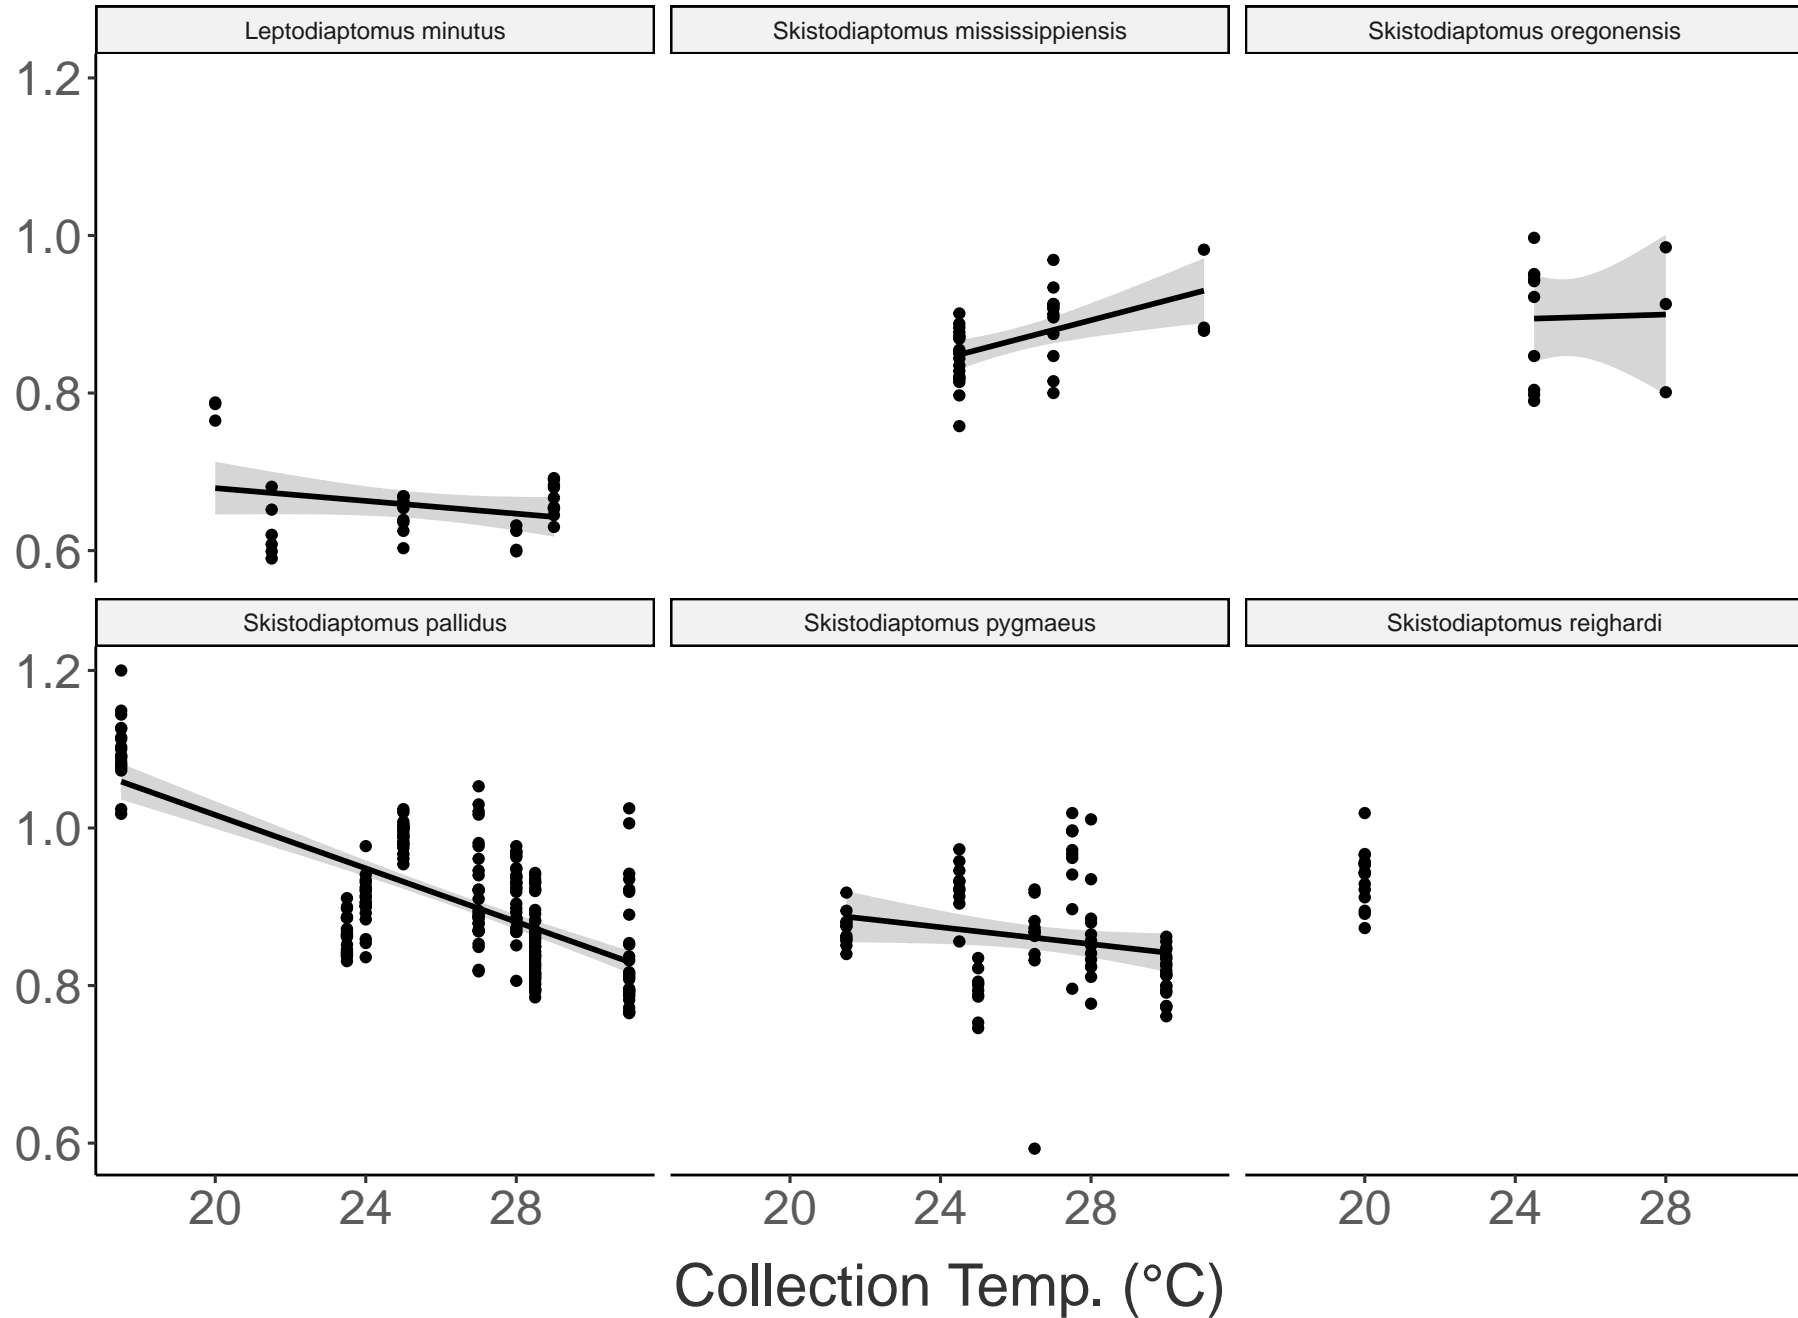 Leptodiaptomus minutus
Skistodiaptomus mississippiensis
Skistodiaptomus oregonensis
1.2
1.0
0.8
0.6
Skistodiaptomus pallidus
Skistodiaptomus pygmaeus
Skistodiaptomus reighardi
1.2
1.0
0.8
0.6
20 24 28
20 24 28
20 24 28
Collection Temp. (°C)